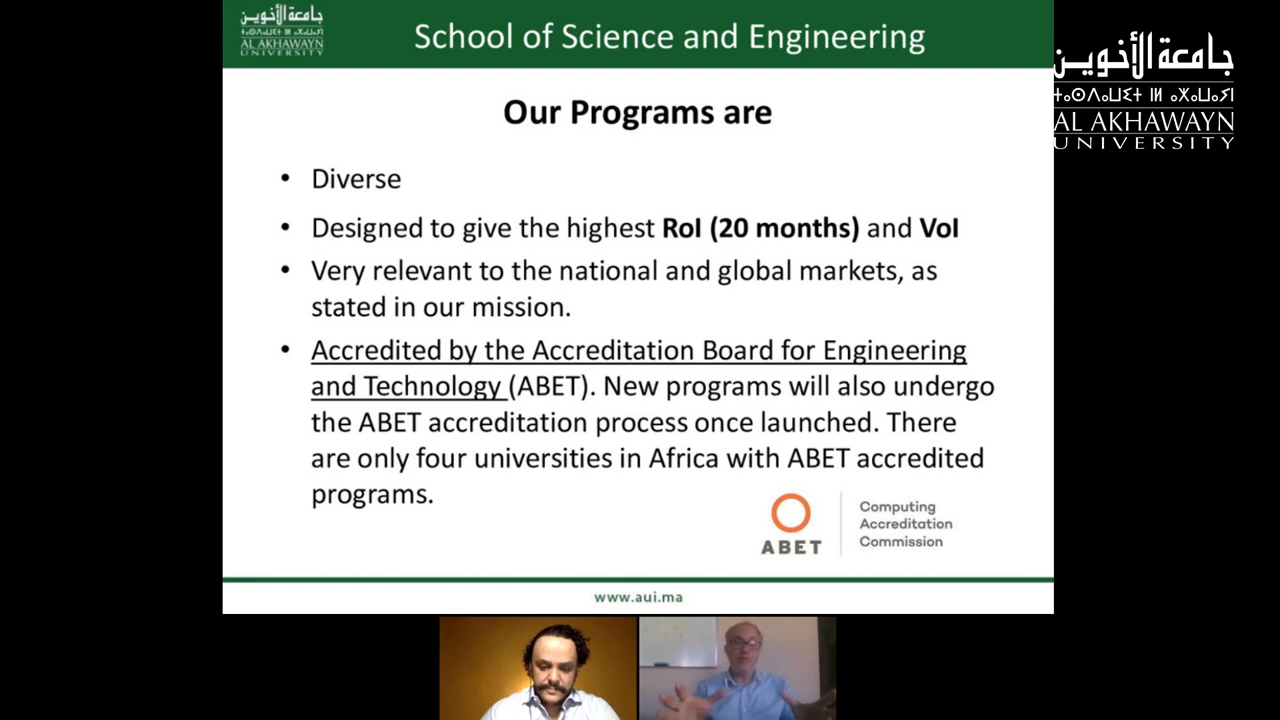 جامعة الأخوين
ⵜⴰⵙⴷⴰⵡⵉⵜ ⵏ ⴰⵅⴰⵡⴰⵢⵏ
AL AKHAWAYN
UNIVERSITY
School of Science and Engineering
جامعة الأخوين
AL AKHAWAYN
UNIVERSITY
Our Programs are
• Diverse
• Designed to give the highest RoI (20 months) and VoI
• Very relevant to the national and global markets, as
stated in our mission.
• Accredited by the Accreditation Board for Engineering
and Technology (ABET). New programs will also undergo
the ABET accreditation process once launched. There
are only four universities in Africa with ABET accredited
programs.
ABET
Computing
Accreditation
Commission
www.aui.ma